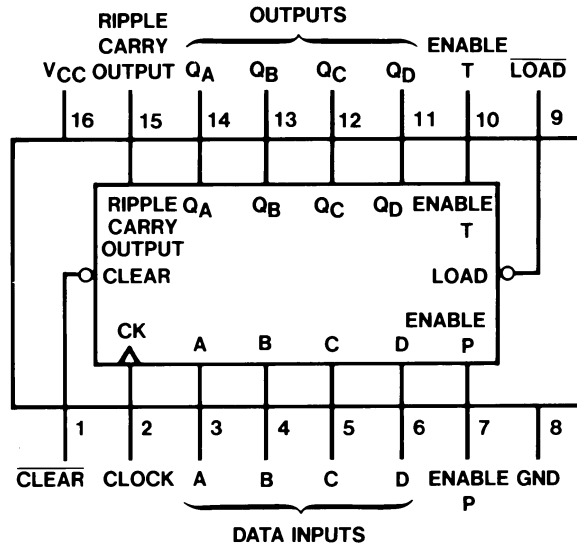 OUTPUTS
RIPPLE
CARRY
ENABLE
VCC OUTPUT QA QB QC QD T LOAD
16 15 14 13 12 11 10 9
RIPPLE QA QB QC QD ENABLE
CARRY T
OUTPUT
CLEAR LOAD
CK ENABLE
A B C D P
1 2 3 4 5 6 7 8
CLEAR CLOCK A B C D ENABLE GND
P
DATA INPUTS